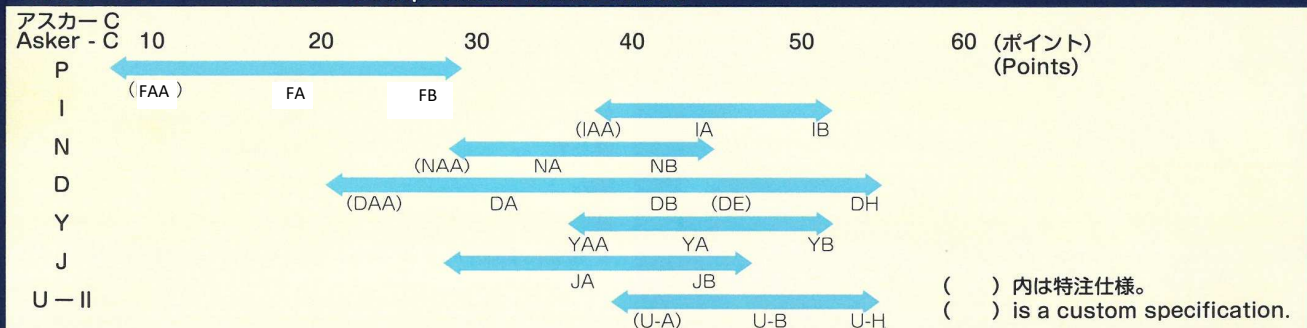 アスカー C
Asker - C 10 20 30 40 50 60 (ポイント)
(Points)
P
(FAA ) FA FB
I
(IAA) IA IB
N
(NAA) NA NB
D
(DAA) DA DB (DE) DH
Y
YAA YA YB
J
JA JB
U－II
(U-A) U-B U-H
(　　) 内は特注仕様。
(　　) is a custom specification.